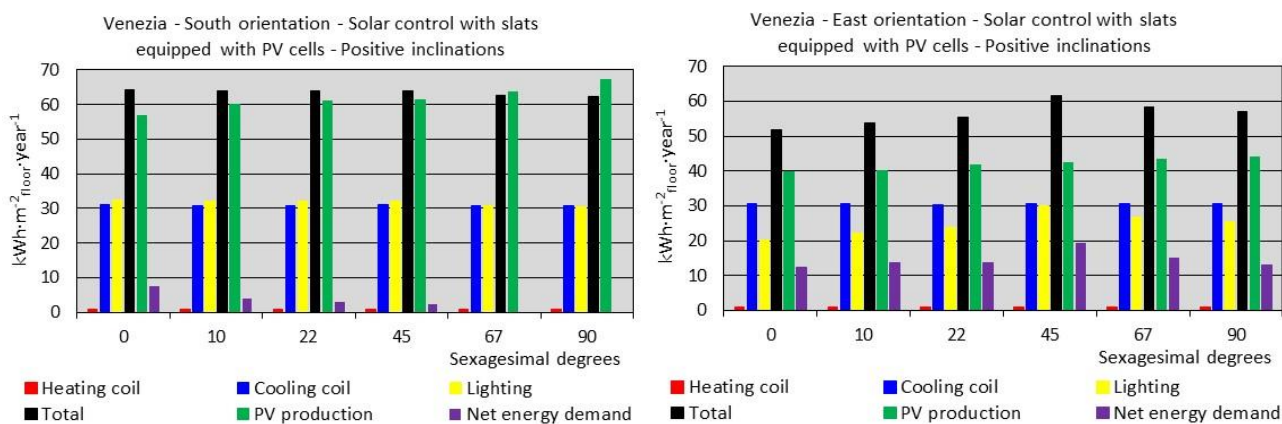 Venezia - South orientation - Solar control with slats
equipped with PV cells - Positive inclinations
70
60
50
40
30
20
10
0
kWh·m⁻²floor·year⁻¹
0 10 22 45 67 90
Sexagesimal degrees
Heating coil Cooling coil Lighting
Total PV production Net energy demand
Venezia - East orientation - Solar control with slats
equipped with PV cells - Positive inclinations
70
60
50
40
30
20
10
0
kWh·m⁻²floor·year⁻¹
0 10 22 45 67 90
Sexagesimal degrees
Heating coil Cooling coil Lighting
Total PV production Net energy demand